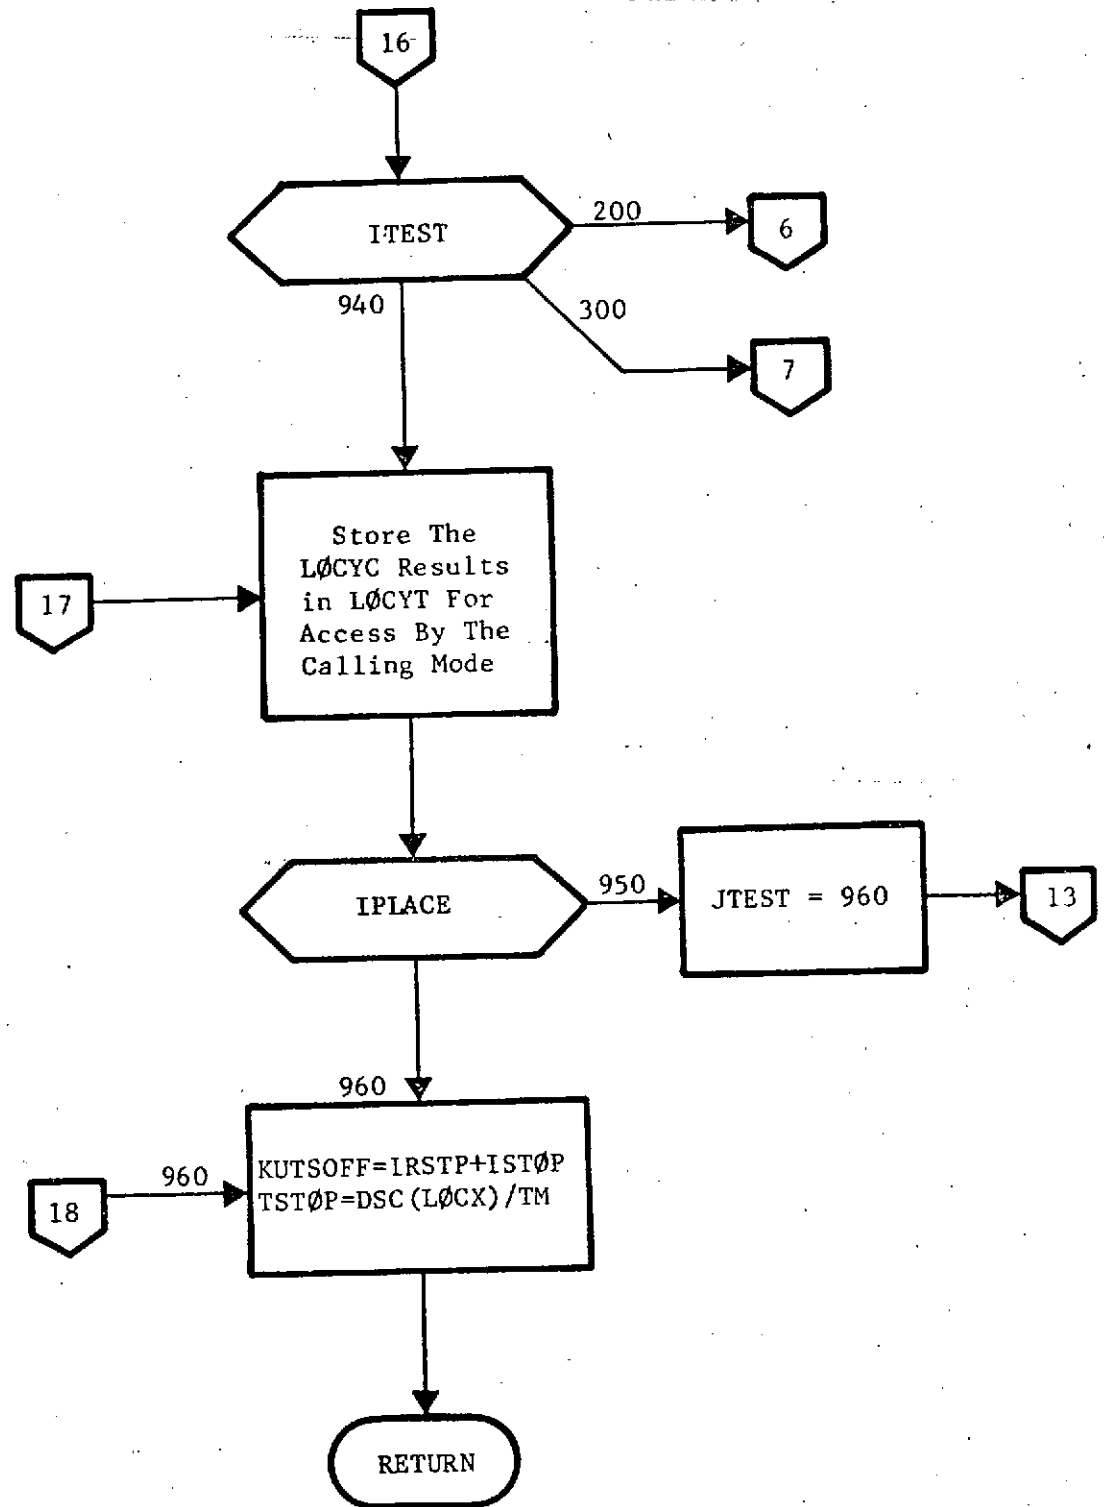 16
ITEST
200
6
940
300
7
Store The
LØCYC Results
in LØCYT For
Access By The
Calling Mode
17
IPLACE
950
JTEST = 960
13
960
KUTSOFF=IRSTP+ISTØP
TSTØP=DSC(LØCX)/TM
960
18
RETURN